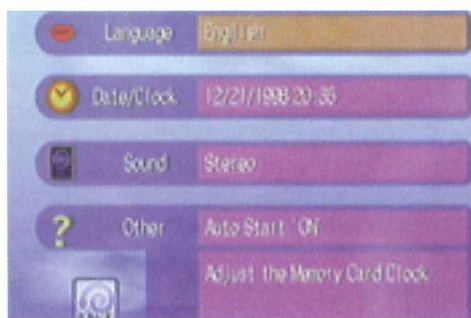 Language English
Date/Clock 12/21/1998 20:35
Sound Stereo
Other Auto Start "ON"
Adjust the Memory Card Clock